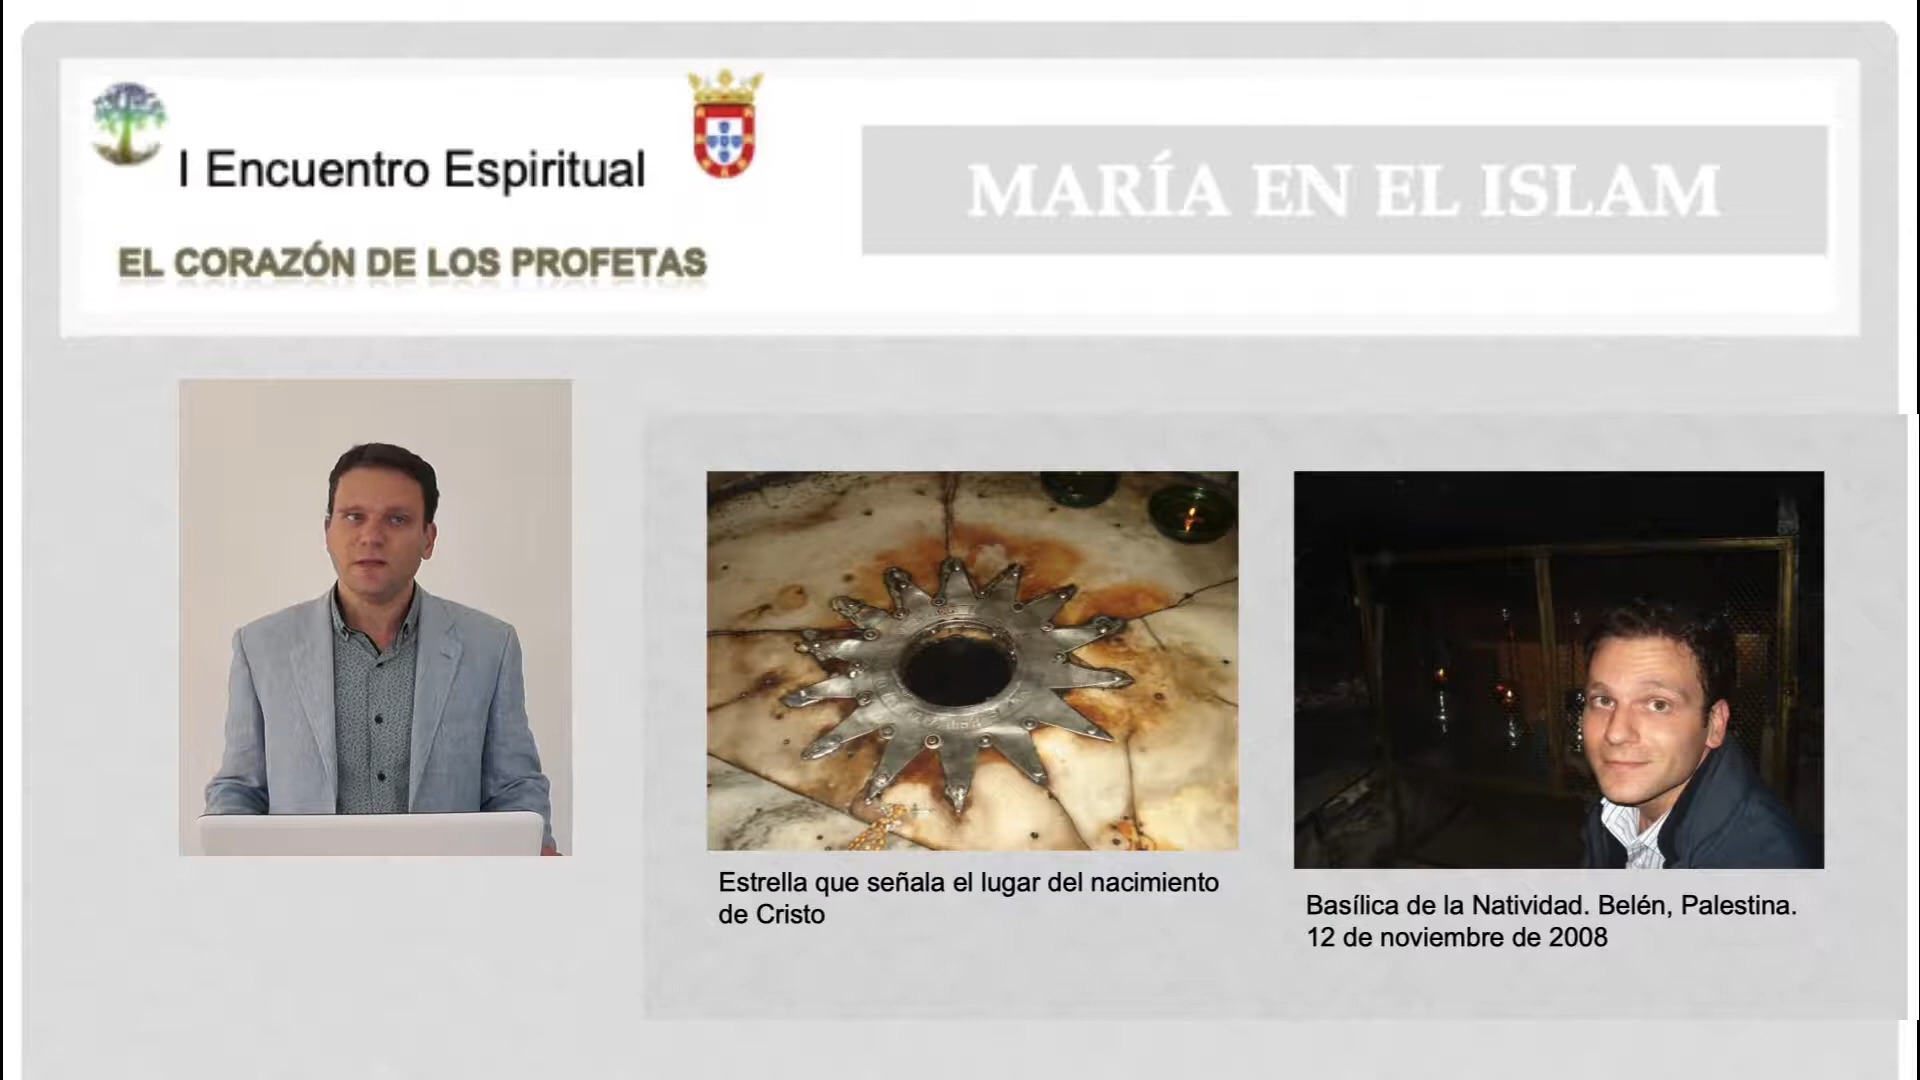 I Encuentro Espiritual
EL CORAZÓN DE LOS PROFETAS
MARÍA EN EL ISLAM
Estrella que señala el lugar del nacimiento
de Cristo
Basílica de la Natividad. Belén, Palestina.
12 de noviembre de 2008